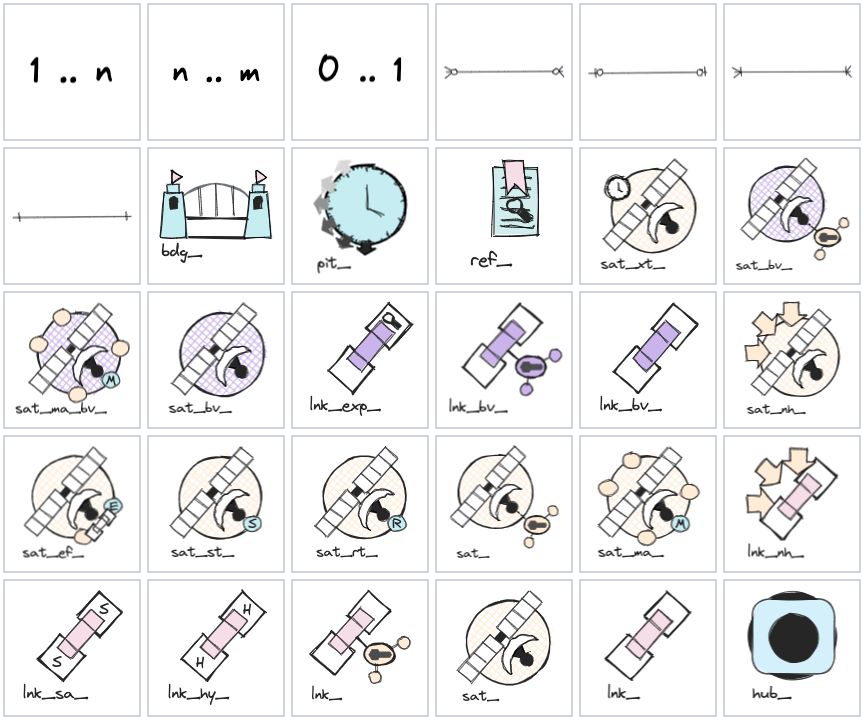 1 .. n
n .. m
0 .. 1
bdg_
pit_
ref_
sat_xt_
sat_bv_
M
sat_ma_bv_
sat_bv_
lnk_exp_
lnk_bv_
lnk_bv_
sat_nh_
E
sat_ef_
S
sat_st_
R
sat_rt_
sat_
M
sat_ma_
lnk_nh_
S
S
lnk_sa_
H
H
lnk_hy_
lnk_
sat_
lnk_
hub_